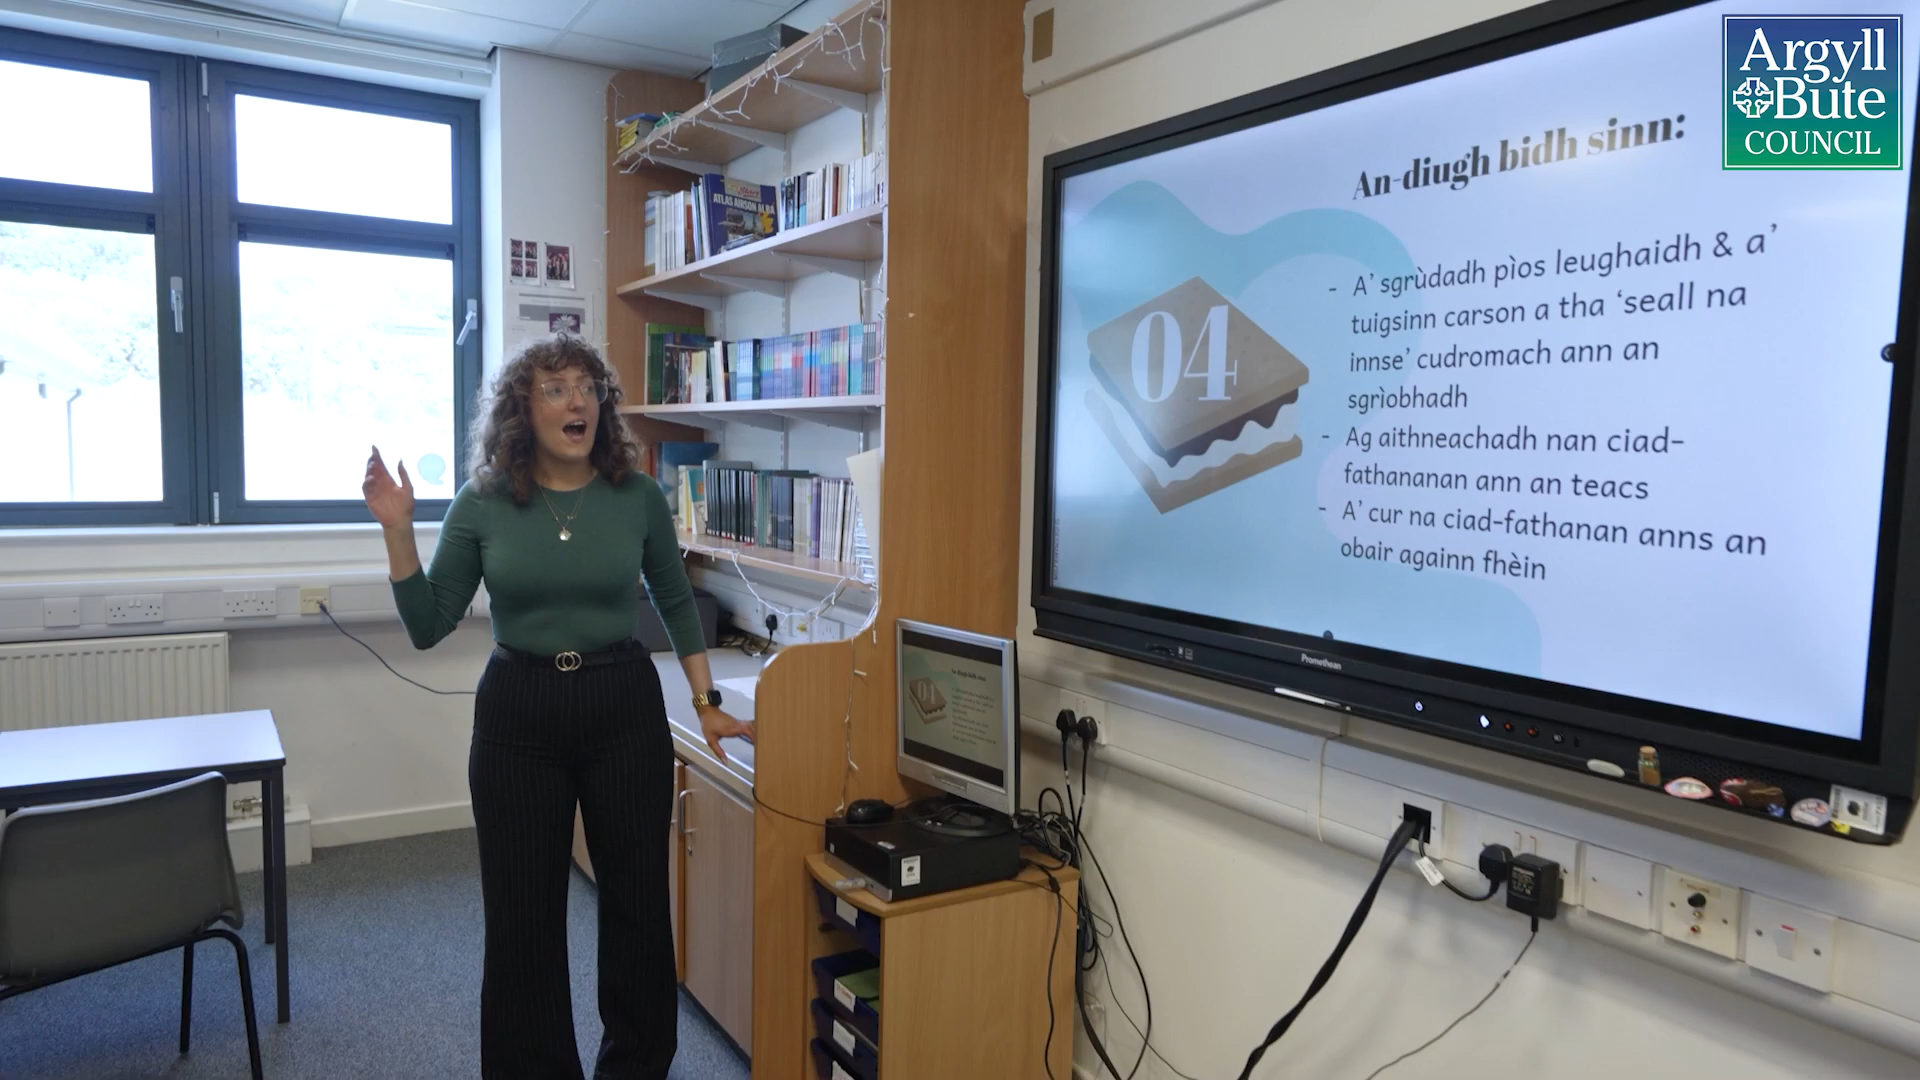 Argyll
&Bute
COUNCIL
An-diugh bidh sinn:
04
- A' sgrùdadh pìos leughaidh & a'
tuigsinn carson a tha 'seall na
innse' cudromach ann an
sgrìobhadh
- Ag aithneachadh nan ciad-
fathananan ann an teacs
- A' cur na ciad-fathanan anns an
obair againn fhèin
Promethean
ATLAS AIRSON ALBA
04